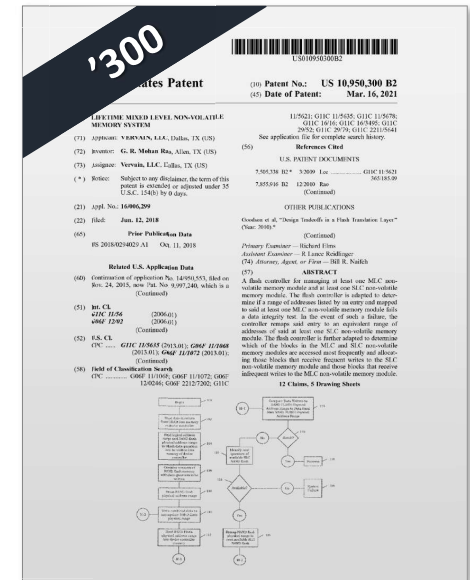 '300
US010950300B2
ates Patent
(10) Patent No.: US 10,950,300 B2
(45) Date of Patent: Mar. 16, 2021
LIFETIME MIXED LEVEL NON-VOLATILE
MEMORY SYSTEM
(71) Applicant: VERVAIN, LLC, Dallas, TX (US)
(72) Inventor: G. R. Mohan Rao, Allen, TX (US)
(73) Assignee: Vervain, LLC, Dallas, TX (US)
( * ) Notice: Subject to any disclaimer, the term of this
patent is extended or adjusted under 35
U.S.C. 154(b) by 0 days.
(21) Appl. No.: 16/006,299
(22) Filed: Jun. 12, 2018
(65) Prior Publication Data
US 2018/0294029 A1 Oct. 11, 2018
Related U.S. Application Data
(60) Continuation of application No. 14/950,553, filed on
Nov. 24, 2015, now Pat. No. 9,997,240, which is a
(Continued)
(51) Int. Cl.
G11C 11/56 (2006.01)
G06F 12/02 (2006.01)
(52) U.S. Cl.
CPC G11C 11/5635 (2013.01); G06F 11/1068
(2013.01); G06F 11/1072 (2013.01);
(Continued)
(58) Field of Classification Search
CPC G06F 11/1068; G06F 11/1072; G06F
12/0246; G06F 2212/7202; G11C
11/5621; G11C 11/5635; G11C 11/5678;
G11C 16/16; G11C 16/3495; G11C
29/52; G11C 29/76; G11C 2211/5641
See application file for complete search history.
(56) References Cited
U.S. PATENT DOCUMENTS
7,505,338 B2 * 3/2009 Lee G11C 11/5621
365/185.09
7,855,916 B2 12/2010 Rao
(Continued)
OTHER PUBLICATIONS
Goodson et al, "Design Tradeoffs in a Flash Translation Layer"
(Year: 2010).*
(Continued)
Primary Examiner — Richard Elms
Assistant Examiner — R Lance Reidlinger
(74) Attorney, Agent, or Firm — Bill R. Naifeh
(57) ABSTRACT
A flash controller for managing at least one MLC non-
volatile memory module and at least one SLC non-volatile
memory module. The flash controller is adapted to deter-
mine if a range of addresses listed by an entry and mapped
to said at least one MLC non-volatile memory module fails
a data integrity test. In the event of such a failure, the
controller remaps said entry to an equivalent range of
addresses of said at least one SLC non-volatile memory
module. The flash controller is further adapted to determine
which of the blocks in the MLC and SLC non-volatile
memory modules are accessed most frequently and allocat-
ing those blocks that receive frequent writes to the SLC
non-volatile memory module and those blocks that receive
infrequent writes to the MLC non-volatile memory module.
12 Claims, 5 Drawing Sheets